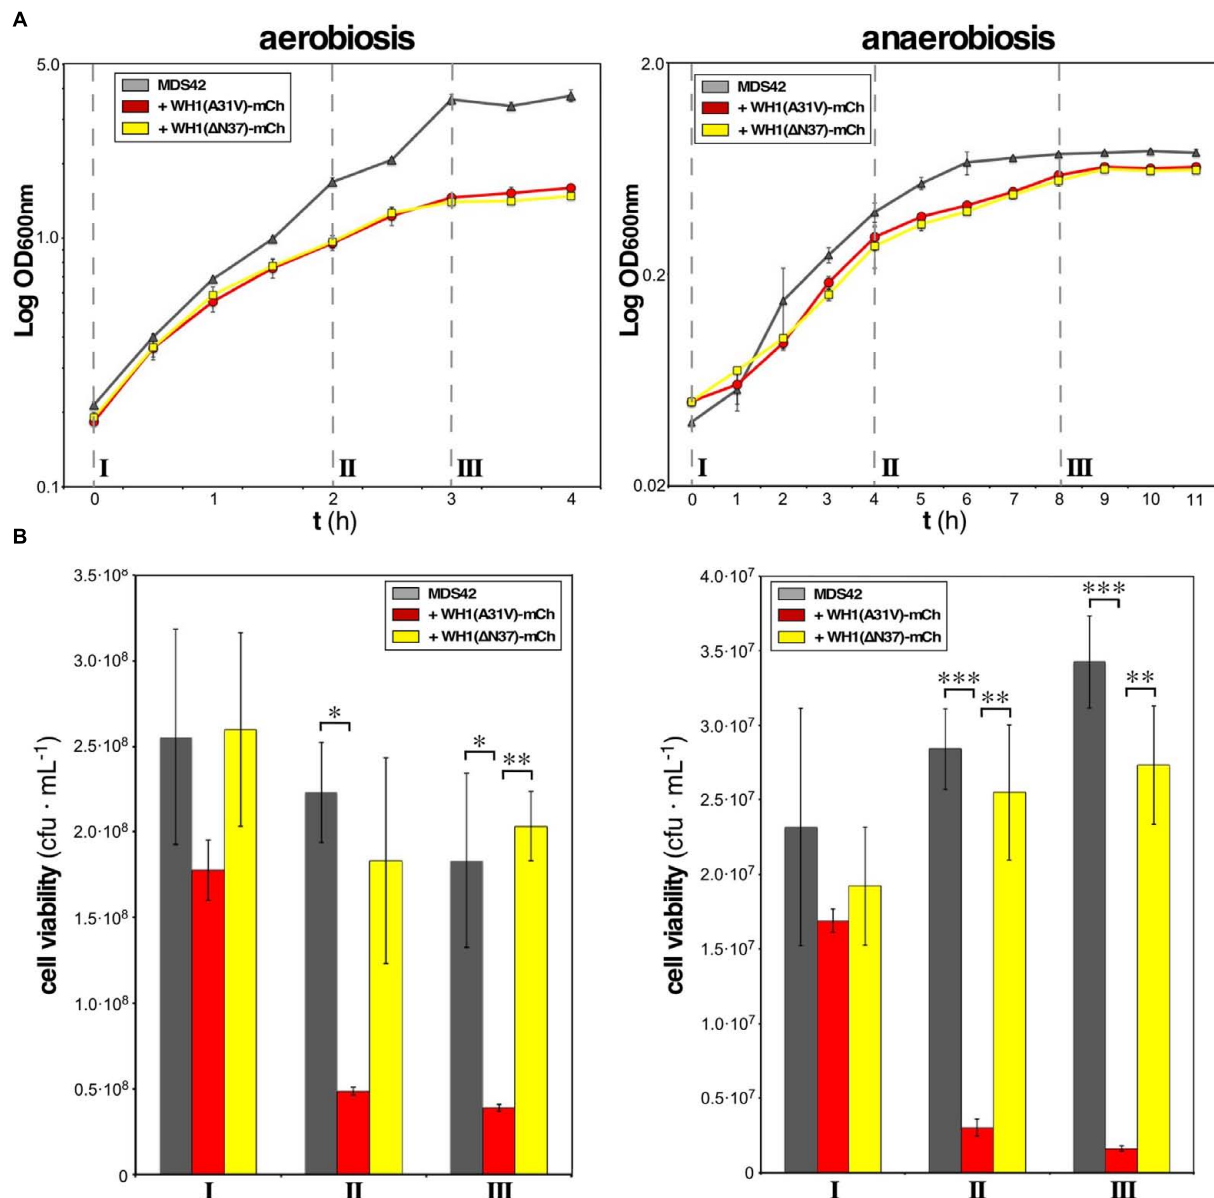 A
aerobiosis
anaerobiosis
5.0
1.0
0.1
Log OD600nm
MDS42
+ WH1(A31V)-mCh
+ WH1(ΔN37)-mCh
I
II
III
0 1 2 3 4
t (h)
2.0
0.2
0.02
Log OD600nm
MDS42
+ WH1(A31V)-mCh
+ WH1(ΔN37)-mCh
I
II
III
0 1 2 3 4 5 6 7 8 9 10 11
t (h)
B
3.5·10⁸
3.0·10⁸
2.5·10⁸
2.0·10⁸
1.5·10⁸
1.0·10⁸
0.5·10⁸
0
cell viability (cfu · mL⁻¹)
MDS42
+ WH1(A31V)-mCh
+ WH1(ΔN37)-mCh
*
*
**
I II III
4.0·10⁷
3.5·10⁷
3.0·10⁷
2.5·10⁷
2.0·10⁷
1.5·10⁷
1.0·10⁷
0.5·10⁷
0
cell viability (cfu · mL⁻¹)
MDS42
+ WH1(A31V)-mCh
+ WH1(ΔN37)-mCh
***
**
***
**
I II III